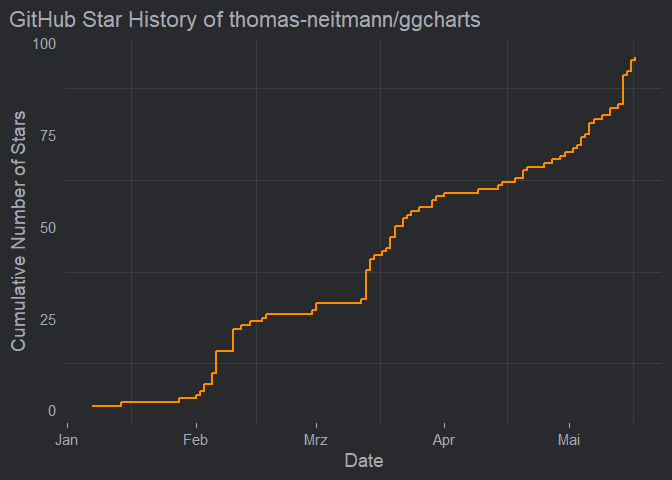 GitHub Star History of thomas-neitmann/ggcharts
Cumulative Number of Stars
100
75
50
25
0
Jan Feb Mrz Apr Mai
Date